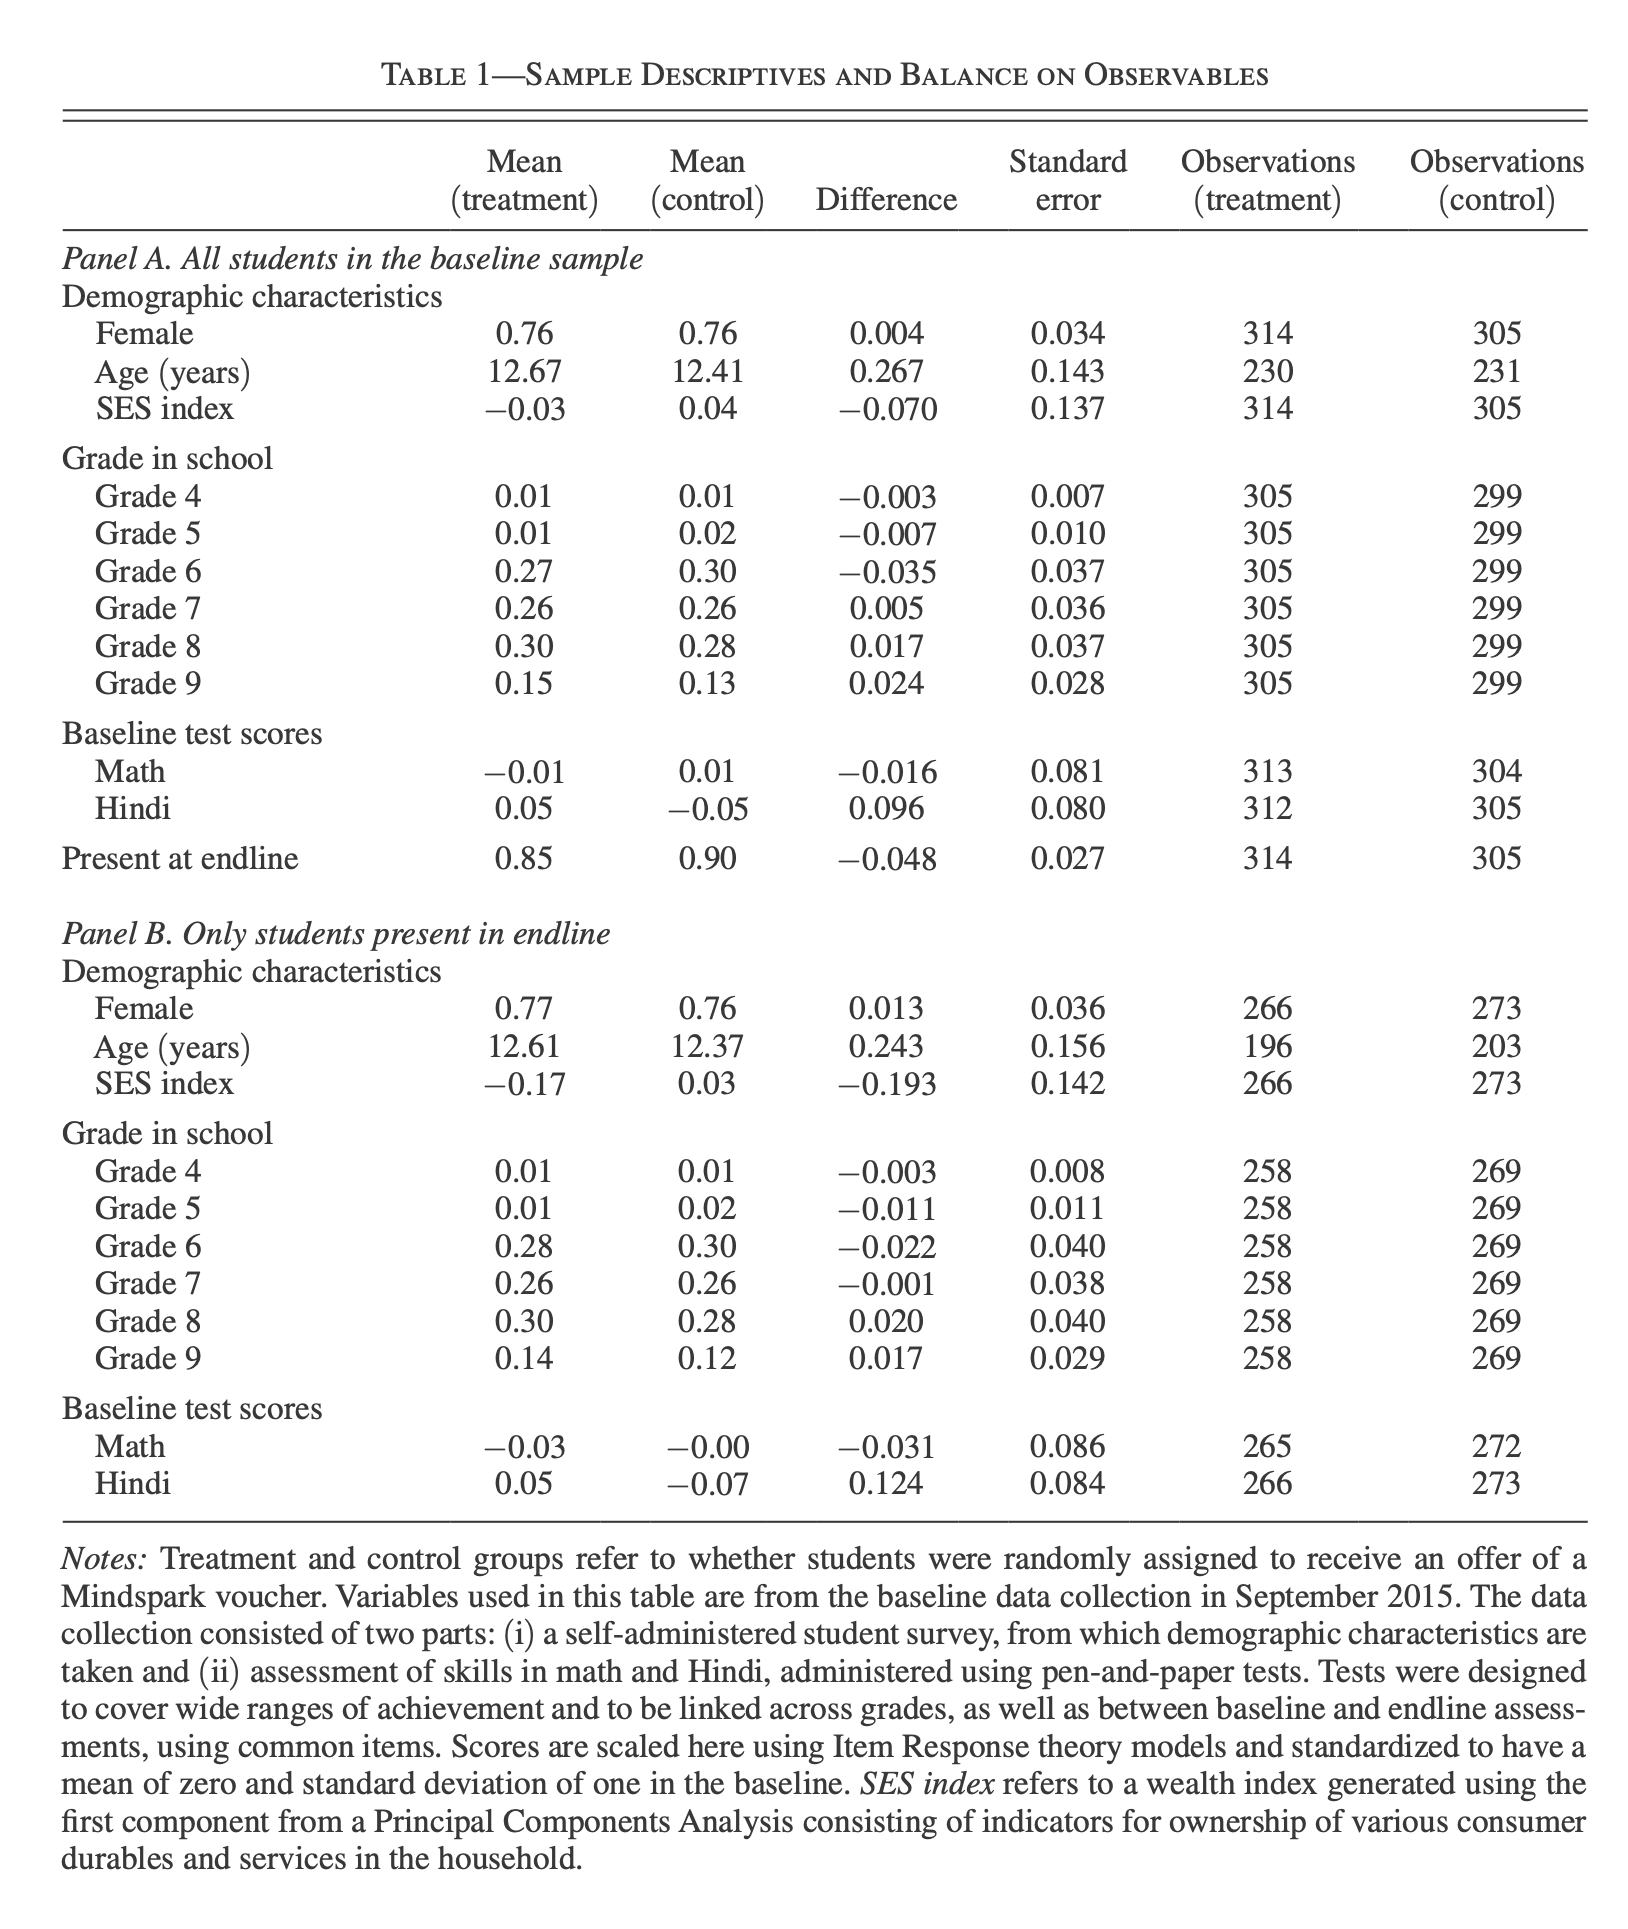 TABLE 1—SAMPLE DESCRIPTIVES AND BALANCE ON OBSERVABLES
Mean (treatment) Mean (control) Difference Standard error Observations (treatment) Observations (control)
Panel A. All students in the baseline sample
Demographic characteristics
Female 0.76 0.76 0.004 0.034 314 305
Age (years) 12.67 12.41 0.267 0.143 230 231
SES index −0.03 0.04 −0.070 0.137 314 305
Grade in school
Grade 4 0.01 0.01 −0.003 0.007 305 299
Grade 5 0.01 0.02 −0.007 0.010 305 299
Grade 6 0.27 0.30 −0.035 0.037 305 299
Grade 7 0.26 0.26 0.005 0.036 305 299
Grade 8 0.30 0.28 0.017 0.037 305 299
Grade 9 0.15 0.13 0.024 0.028 305 299
Baseline test scores
Math −0.01 0.01 −0.016 0.081 313 304
Hindi 0.05 −0.05 0.096 0.080 312 305
Present at endline 0.85 0.90 −0.048 0.027 314 305
Panel B. Only students present in endline
Demographic characteristics
Female 0.77 0.76 0.013 0.036 266 273
Age (years) 12.61 12.37 0.243 0.156 196 203
SES index −0.17 0.03 −0.193 0.142 266 273
Grade in school
Grade 4 0.01 0.01 −0.003 0.008 258 269
Grade 5 0.01 0.02 −0.011 0.011 258 269
Grade 6 0.28 0.30 −0.022 0.040 258 269
Grade 7 0.26 0.26 −0.001 0.038 258 269
Grade 8 0.30 0.28 0.020 0.040 258 269
Grade 9 0.14 0.12 0.017 0.029 258 269
Baseline test scores
Math −0.03 −0.00 −0.031 0.086 265 272
Hindi 0.05 −0.07 0.124 0.084 266 273
Notes: Treatment and control groups refer to whether students were randomly assigned to receive an offer of a
Mindspark voucher. Variables used in this table are from the baseline data collection in September 2015. The data
collection consisted of two parts: (i) a self-administered student survey, from which demographic characteristics are
taken and (ii) assessment of skills in math and Hindi, administered using pen-and-paper tests. Tests were designed
to cover wide ranges of achievement and to be linked across grades, as well as between baseline and endline assess-
ments, using common items. Scores are scaled here using Item Response theory models and standardized to have a
mean of zero and standard deviation of one in the baseline. SES index refers to a wealth index generated using the
first component from a Principal Components Analysis consisting of indicators for ownership of various consumer
durables and services in the household.